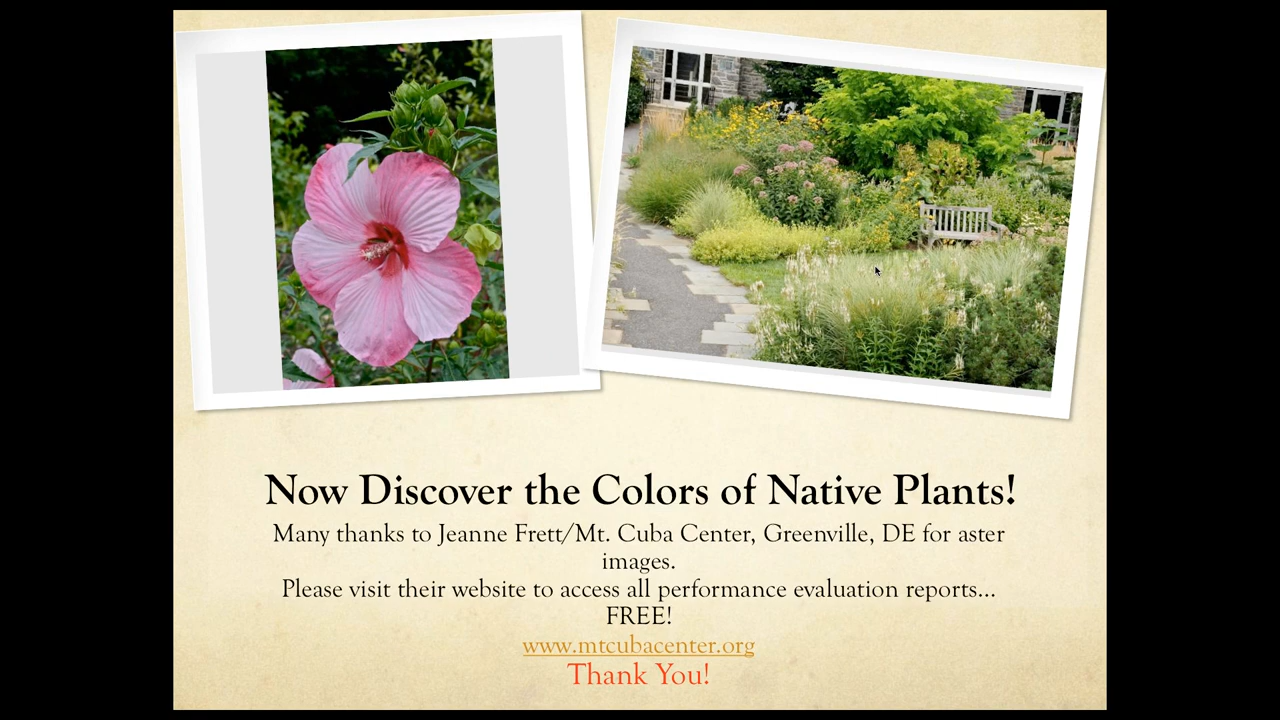 Now Discover the Colors of Native Plants!
Many thanks to Jeanne Frett/Mt. Cuba Center, Greenville, DE for aster
images.
Please visit their website to access all performance evaluation reports...
FREE!
www.mtcubacenter.org
Thank You!